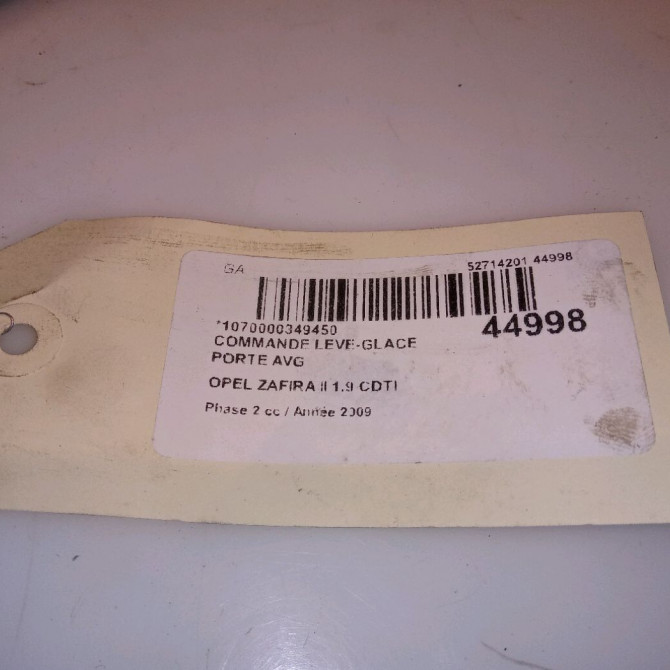 GA 52714201 44998
*1070000349450 44998
COMMANDE LEVE-GLACE
PORTE AVG
OPEL ZAFIRA II 1.9 CDTI
Phase 2 cc / Année 2009